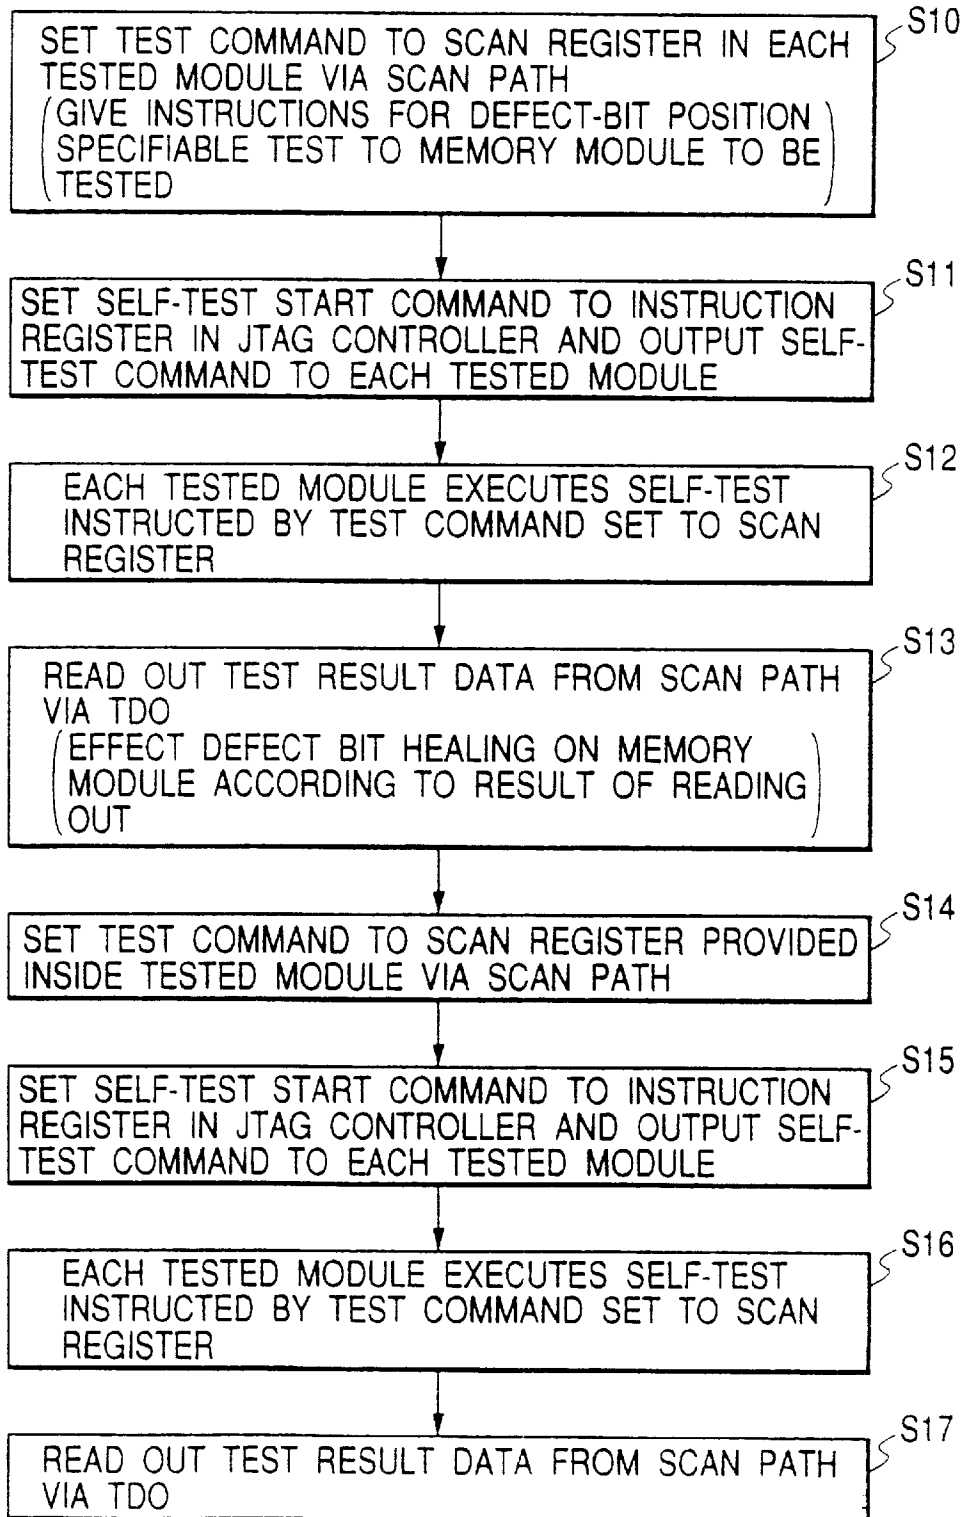 S10
SET TEST COMMAND TO SCAN REGISTER IN EACH
TESTED MODULE VIA SCAN PATH
(GIVE INSTRUCTIONS FOR DEFECT-BIT POSITION
SPECIFIABLE TEST TO MEMORY MODULE TO BE
TESTED)
S11
SET SELF-TEST START COMMAND TO INSTRUCTION
REGISTER IN JTAG CONTROLLER AND OUTPUT SELF-
TEST COMMAND TO EACH TESTED MODULE
S12
EACH TESTED MODULE EXECUTES SELF-TEST
INSTRUCTED BY TEST COMMAND SET TO SCAN
REGISTER
S13
READ OUT TEST RESULT DATA FROM SCAN PATH
VIA TDO
(EFFECT DEFECT BIT HEALING ON MEMORY
MODULE ACCORDING TO RESULT OF READING
OUT)
S14
SET TEST COMMAND TO SCAN REGISTER PROVIDED
INSIDE TESTED MODULE VIA SCAN PATH
S15
SET SELF-TEST START COMMAND TO INSTRUCTION
REGISTER IN JTAG CONTROLLER AND OUTPUT SELF-
TEST COMMAND TO EACH TESTED MODULE
S16
EACH TESTED MODULE EXECUTES SELF-TEST
INSTRUCTED BY TEST COMMAND SET TO SCAN
REGISTER
S17
READ OUT TEST RESULT DATA FROM SCAN PATH
VIA TDO